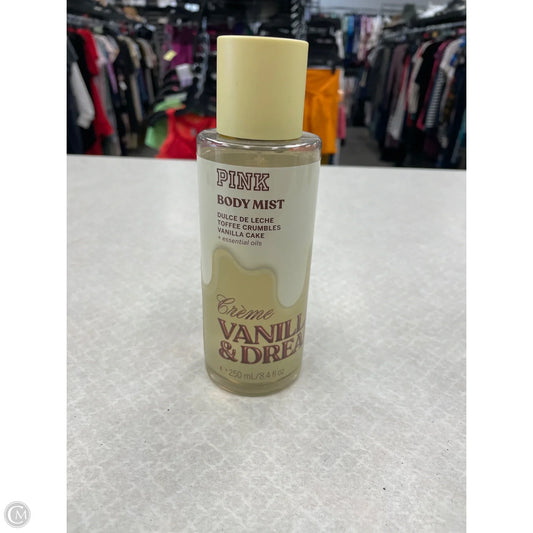 PINK
BODY MIST
DULCE DE LECHE
TOFFEE CRUMBLES
VANILLA CAKE
+ essential oils
Crème
VANILL
& DREA
e 250 mL/8.4 fl oz
CM